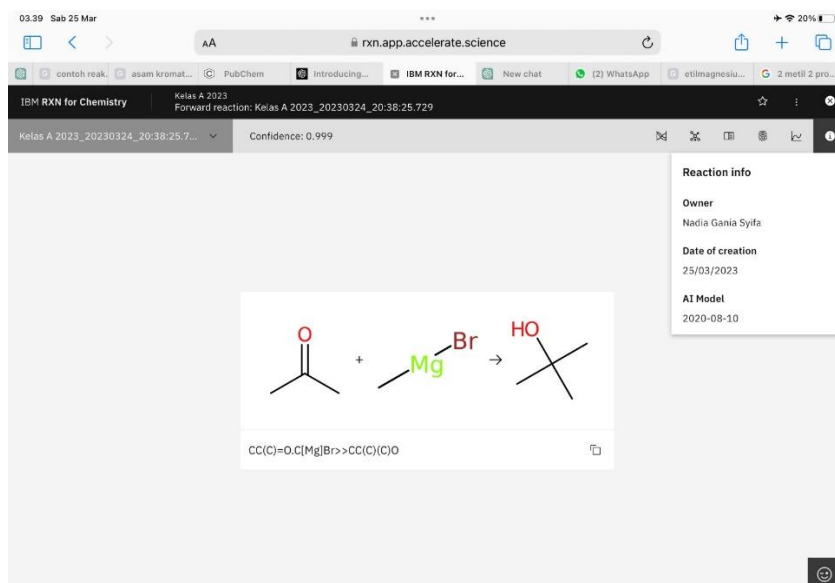 03.39 Sab 25 Mar
20%
AA
rxn.app.accelerate.science
contoh reak.
asam kromat...
PubChem
Introducing...
IBM RXN for...
New chat
(2) WhatsApp
etilmagnesiu...
2 metil 2 pro...
IBM RXN for Chemistry
Kelas A 2023
Forward reaction: Kelas A 2023_20230324_20:38:25.729
Kelas A 2023_20230324_20:38:25.7...
Confidence: 0.999
Reaction info
Owner
Nadia Gania Syifa
Date of creation
25/03/2023
AI Model
2020-08-10
O
+
Mg
Br
→
HO
CC(C)=O.C[Mg]Br>>CC(C)(C)O